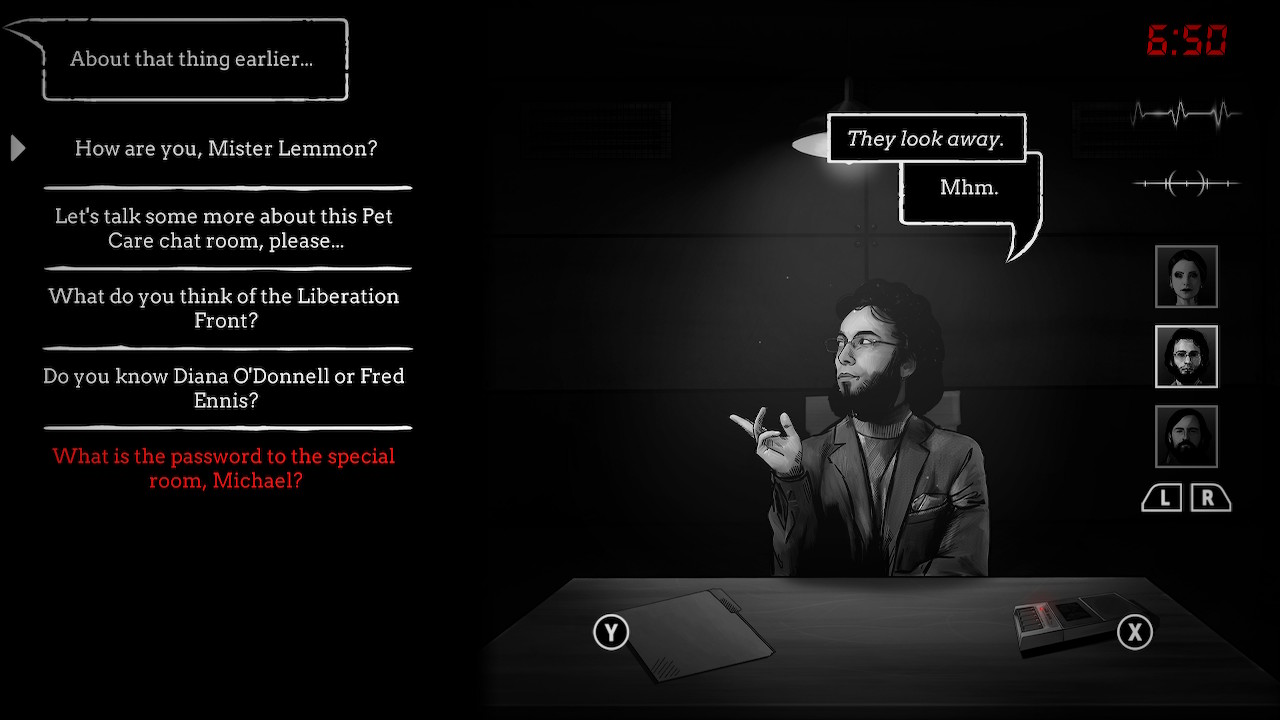 About that thing earlier...
How are you, Mister Lemmon?
Let's talk some more about this Pet
Care chat room, please...
What do you think of the Liberation
Front?
Do you know Diana O'Donnell or Fred
Ennis?
What is the password to the special
room, Michael?
They look away.
Mhm.
6:50
L R
Y
X